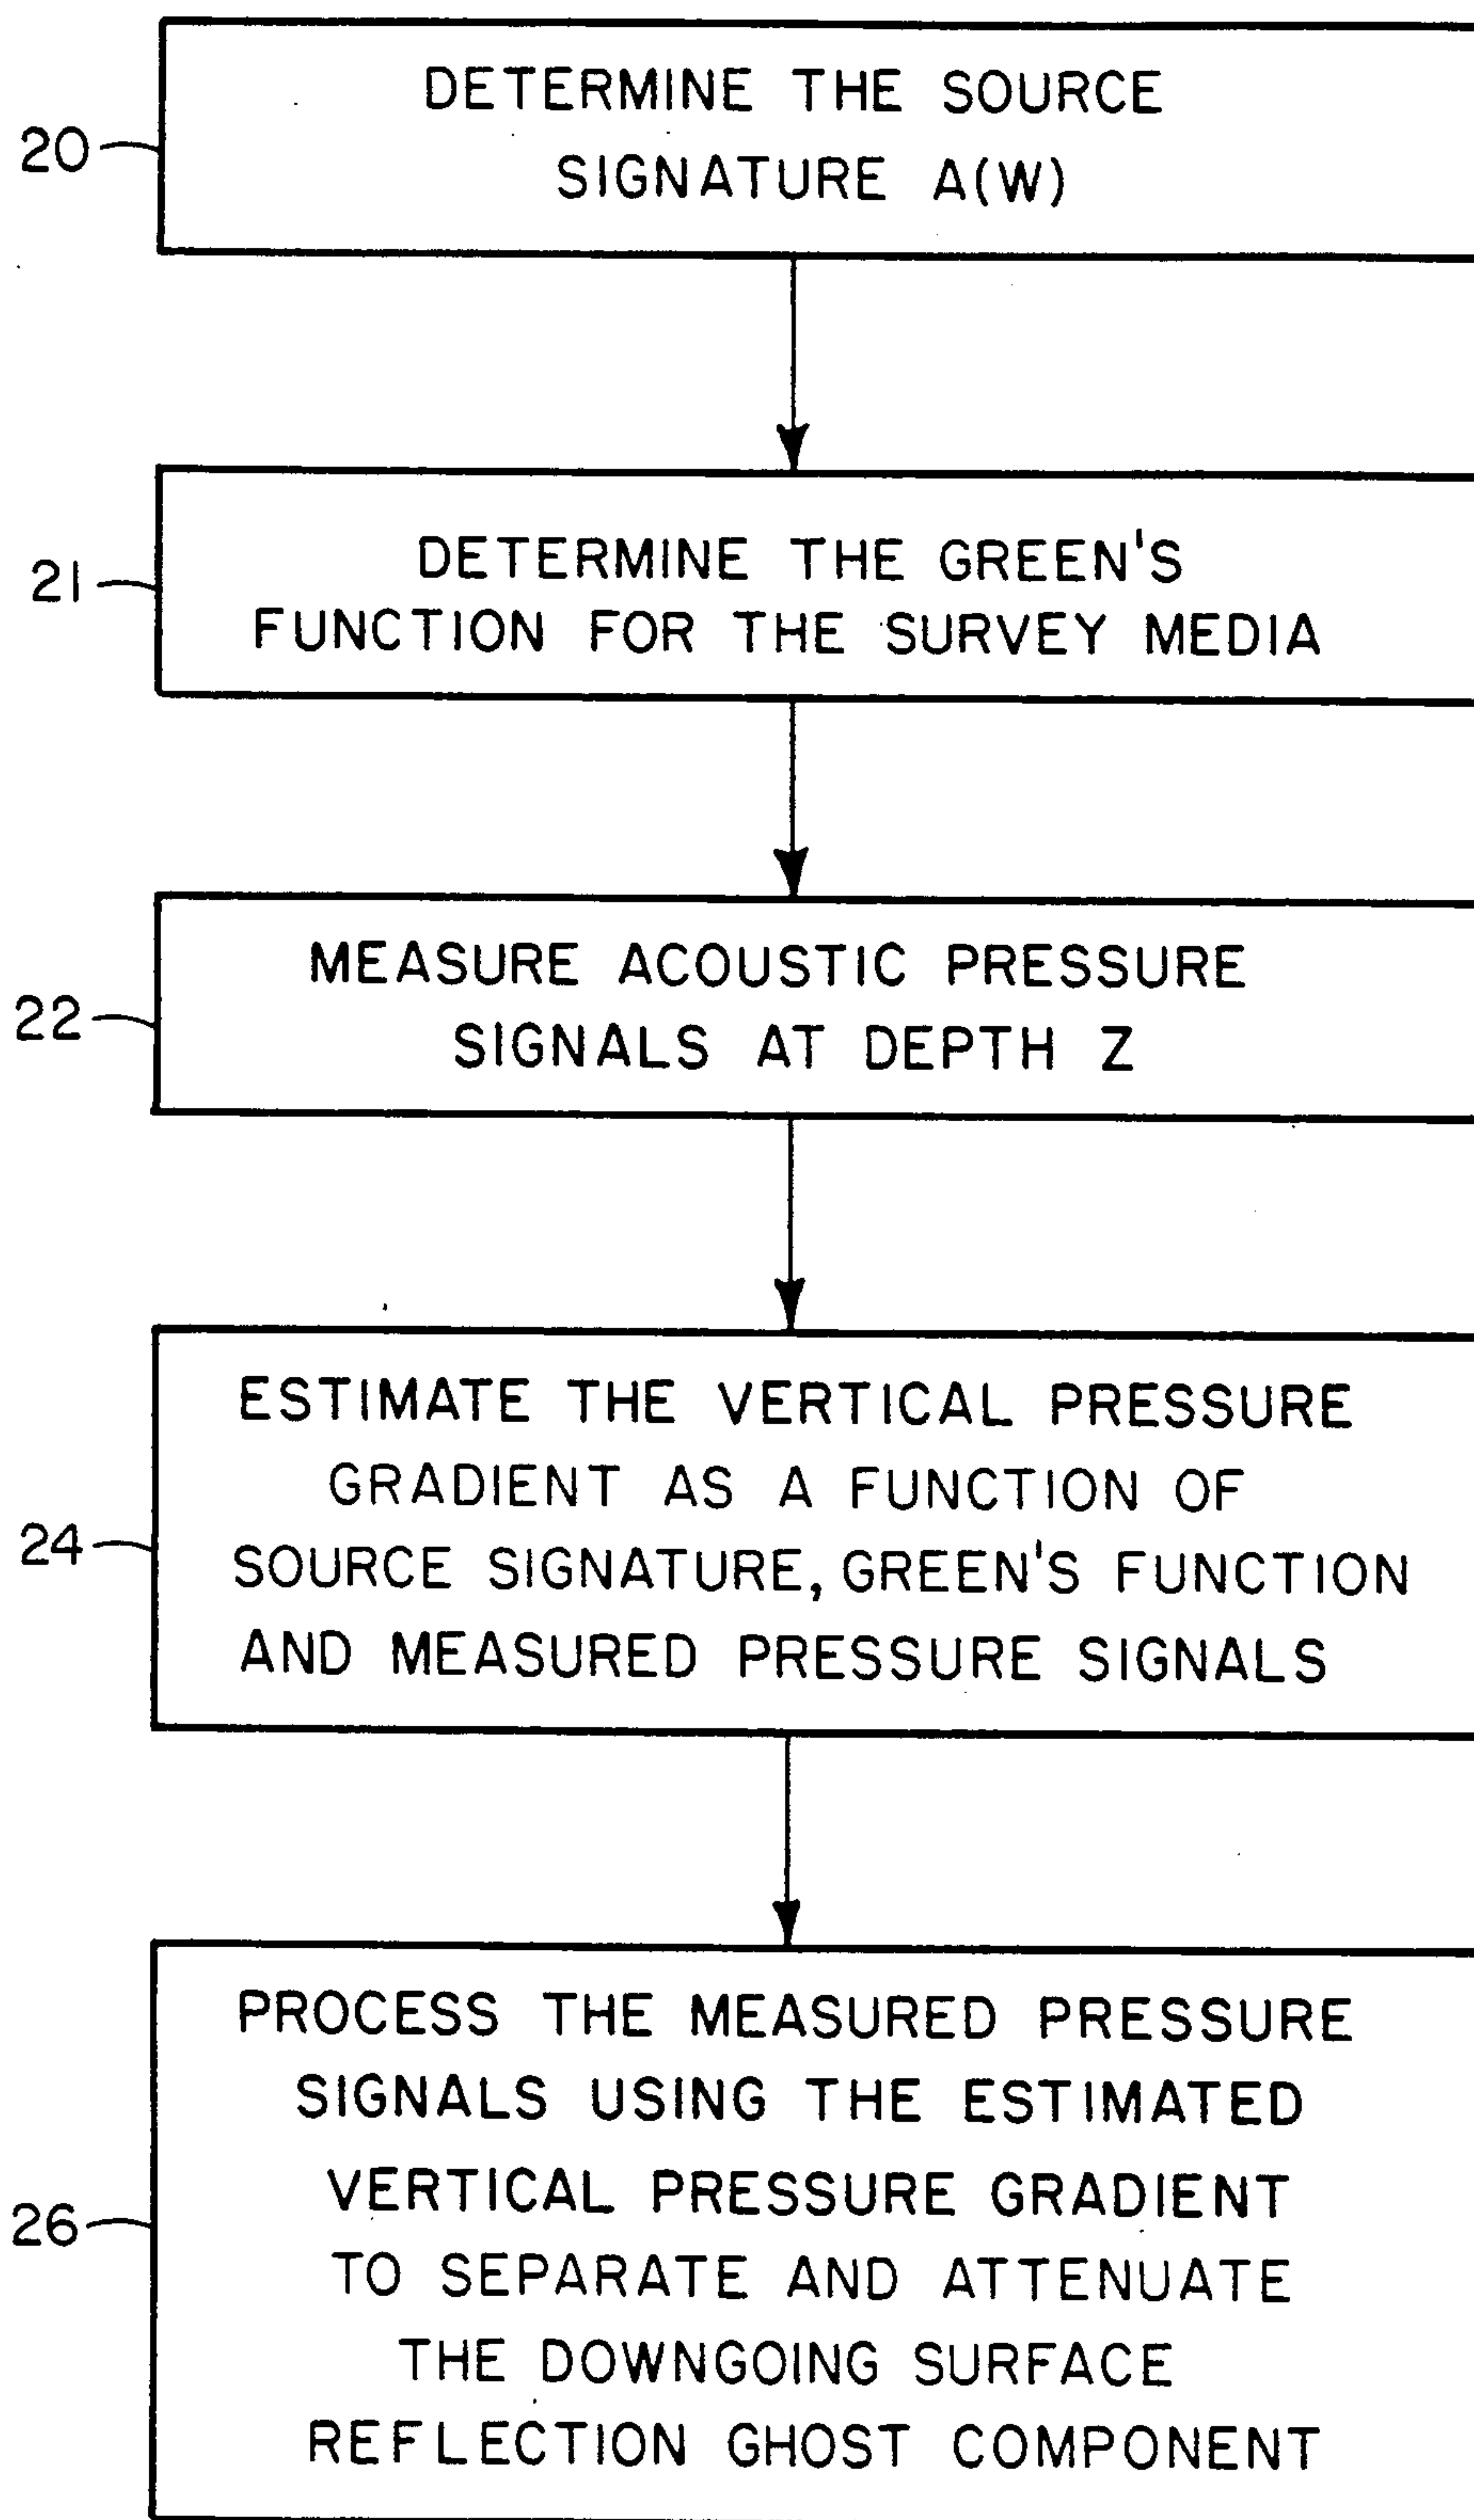 DETERMINE THE SOURCE
SIGNATURE A(W)
20
DETERMINE THE GREEN'S
FUNCTION FOR THE SURVEY MEDIA
21
MEASURE ACOUSTIC PRESSURE
SIGNALS AT DEPTH Z
22
ESTIMATE THE VERTICAL PRESSURE
GRADIENT AS A FUNCTION OF
SOURCE SIGNATURE, GREEN'S FUNCTION
AND MEASURED PRESSURE SIGNALS
24
PROCESS THE MEASURED PRESSURE
SIGNALS USING THE ESTIMATED
VERTICAL PRESSURE GRADIENT
TO SEPARATE AND ATTENUATE
THE DOWNGOING SURFACE
REFLECTION GHOST COMPONENT
26